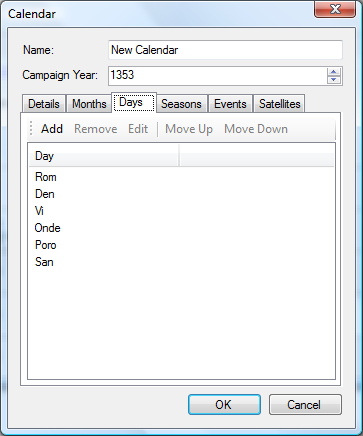 Calendar
Name: New Calendar
Campaign Year: 1353
Details Months Days Seasons Events Satellites
Add Remove Edit Move Up Move Down
Day
Rom
Den
Vi
Onde
Poro
San
OK Cancel